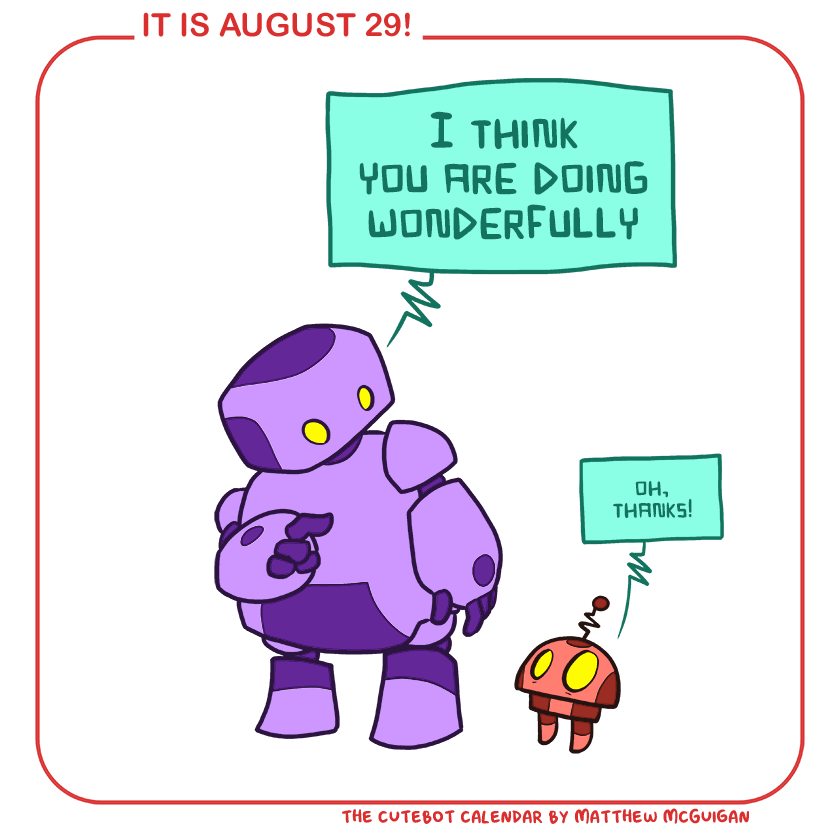 IT IS AUGUST 29!
I THINK
YOU ARE DOING
WONDERFULLY
OH,
THANKS!
THE CUTEBOT CALENDAR BY MATTHEW MCGUIGAN